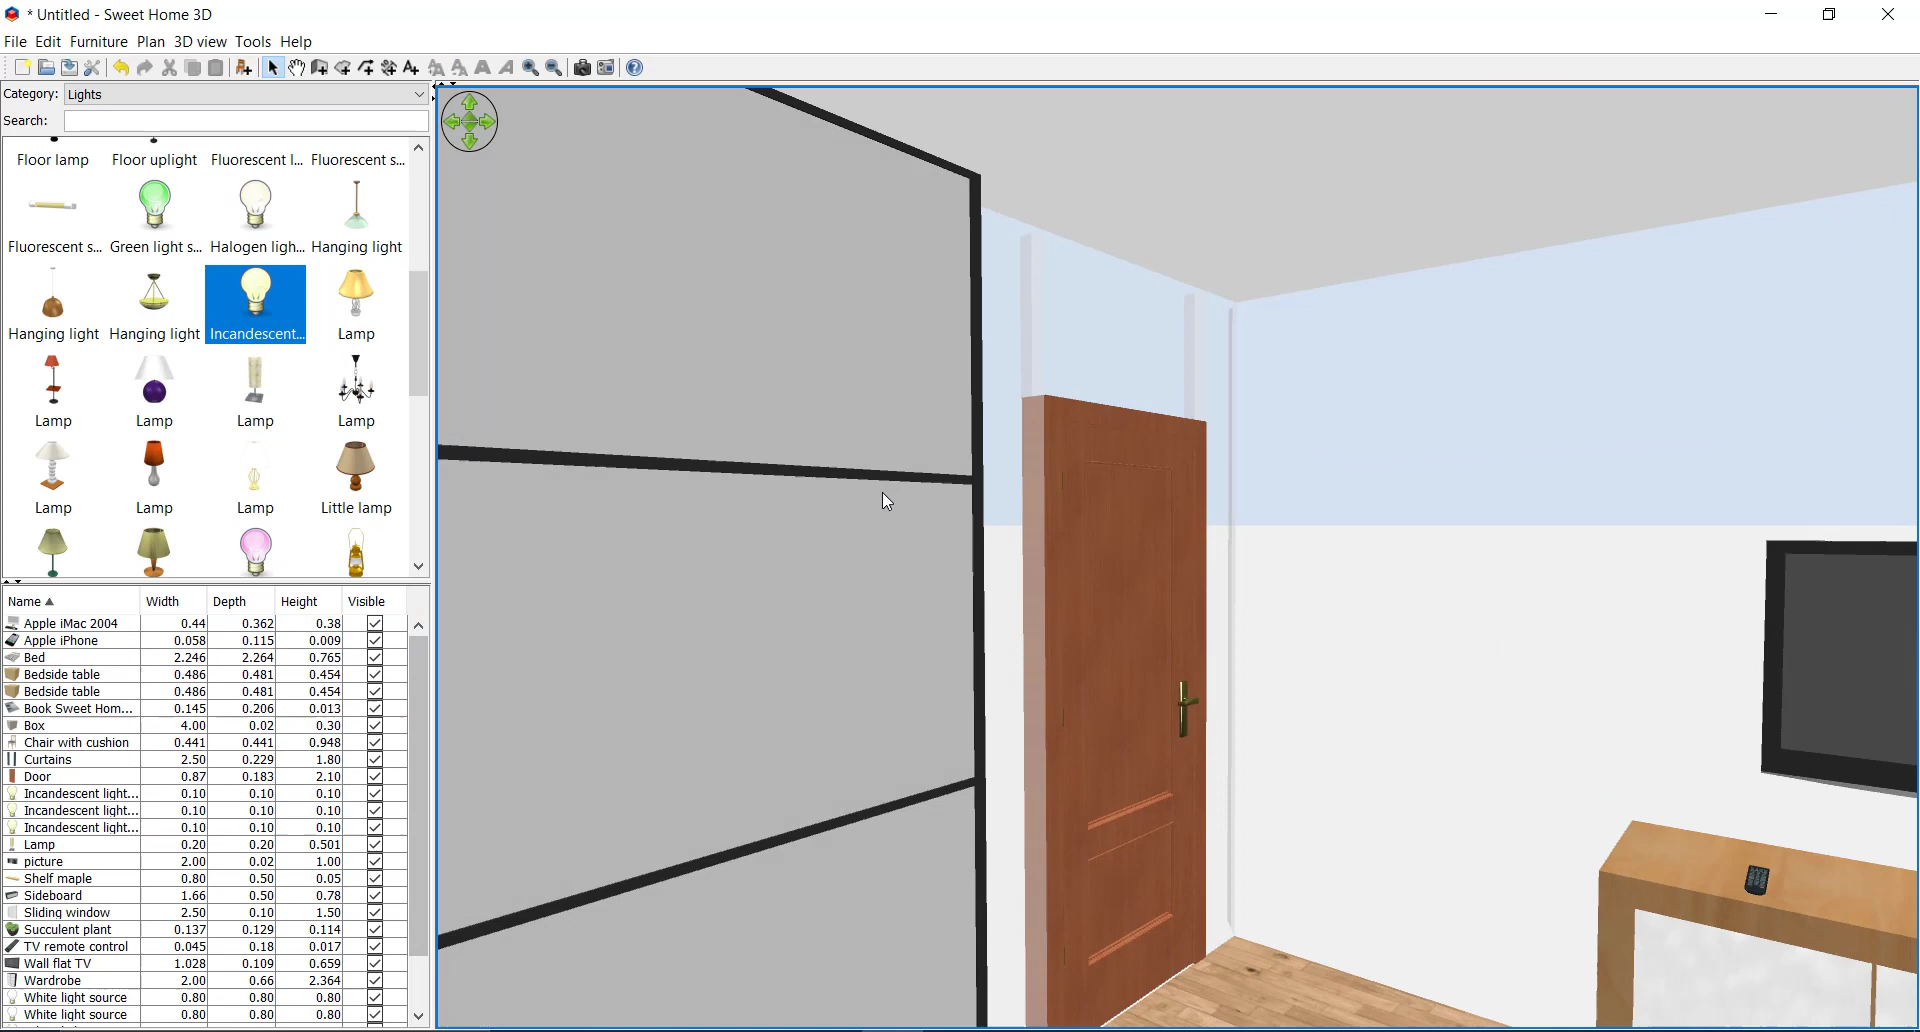 * Untitled - Sweet Home 3D
File Edit Furniture Plan 3D view Tools Help
Category: Lights
Search:
Floor lamp Floor uplight Fluorescent l... Fluorescent s...
Fluorescent s... Green light s... Halogen ligh... Hanging light
Hanging light Hanging light Incandescent... Lamp
Lamp Lamp Lamp Lamp
Lamp Lamp Lamp Little lamp
Name Width Depth Height Visible
Apple iMac 2004 0.44 0.362 0.38
Apple iPhone 0.058 0.115 0.009
Bed 2.246 2.264 0.765
Bedside table 0.486 0.481 0.454
Bedside table 0.486 0.481 0.454
Book Sweet Hom... 0.145 0.206 0.013
Box 4.00 0.02 0.30
Chair with cushion 0.441 0.441 0.948
Curtains 2.50 0.229 1.80
Door 0.87 0.183 2.10
Incandescent light... 0.10 0.10 0.10
Incandescent light... 0.10 0.10 0.10
Incandescent light... 0.10 0.10 0.10
Lamp 0.20 0.20 0.501
picture 2.00 0.02 1.00
Shelf maple 0.80 0.50 0.05
Sideboard 1.66 0.50 0.78
Sliding window 2.50 0.10 1.50
Succulent plant 0.137 0.129 0.114
TV remote control 0.045 0.18 0.017
Wall flat TV 1.028 0.109 0.659
Wardrobe 2.00 0.66 2.364
White light source 0.80 0.80 0.80
White light source 0.80 0.80 0.80